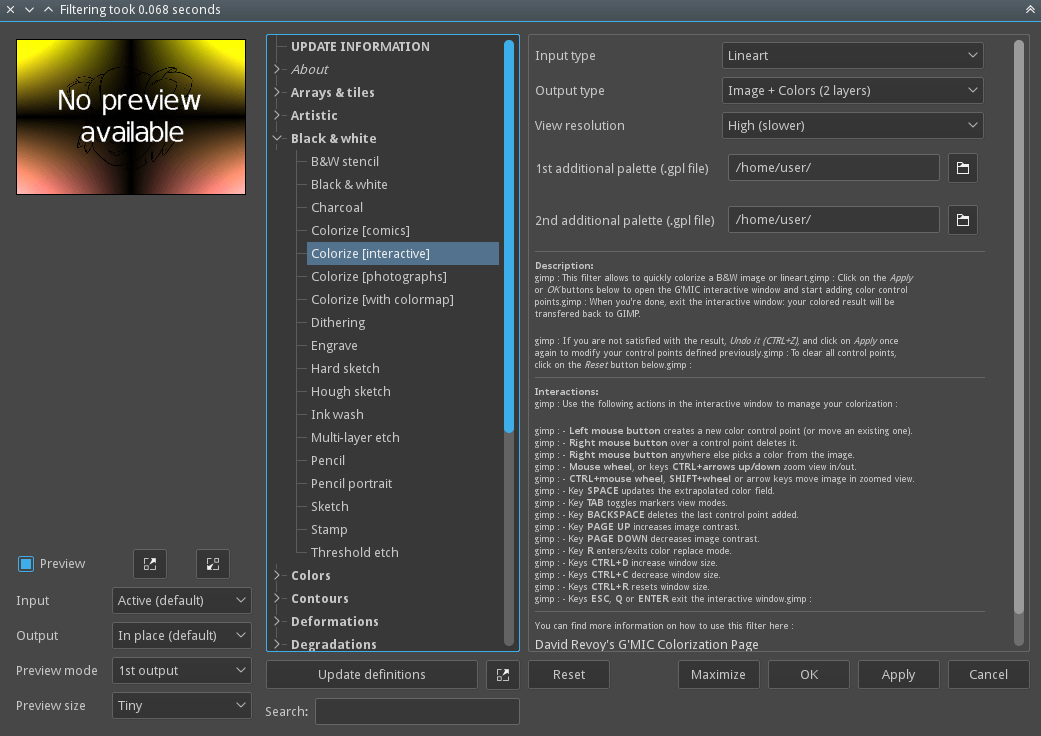 Filtering took 0.068 seconds
No preview
available
Preview
Input
Active (default)
Output
In place (default)
Preview mode
1st output
Preview size
Tiny
UPDATE INFORMATION
About
Arrays & tiles
Artistic
Black & white
B&W stencil
Black & white
Charcoal
Colorize [comics]
Colorize [interactive]
Colorize [photographs]
Colorize [with colormap]
Dithering
Engrave
Hard sketch
Hough sketch
Ink wash
Multi-layer etch
Pencil
Pencil portrait
Sketch
Stamp
Threshold etch
Colors
Contours
Deformations
Degradations
Update definitions
Search:
Input type
Lineart
Output type
Image + Colors (2 layers)
View resolution
High (slower)
1st additional palette (.gpl file)
/home/user/
2nd additional palette (.gpl file)
/home/user/
Description:
gimp : This filter allows to quickly colorize a B&W image or lineart.gimp : Click on the Apply
or OK buttons below to open the G'MIC interactive window and start adding color control
points.gimp : When you're done, exit the interactive window: your colored result will be
transfered back to GIMP.
gimp : If you are not satisfied with the result, Undo it (CTRL+Z), and click on Apply once
again to modify your control points defined previously.gimp : To clear all control points,
click on the Reset button below.gimp :
Interactions:
gimp : Use the following actions in the interactive window to manage your colorization :
gimp : - Left mouse button creates a new color control point (or move an existing one).
gimp : - Right mouse button over a control point deletes it.
gimp : - Right mouse button anywhere else picks a color from the image.
gimp : - Mouse wheel, or keys CTRL+arrows up/down zoom view in/out.
gimp : - CTRL+mouse wheel, SHIFT+wheel or arrow keys move image in zoomed view.
gimp : - Key SPACE updates the extrapolated color field.
gimp : - Key TAB toggles markers view modes.
gimp : - Key BACKSPACE deletes the last control point added.
gimp : - Key PAGE UP increases image contrast.
gimp : - Key PAGE DOWN decreases image contrast.
gimp : - Key R enters/exits color replace mode.
gimp : - Keys CTRL+D increase window size.
gimp : - Keys CTRL+C decrease window size.
gimp : - Keys CTRL+R resets window size.
gimp : - Keys ESC, Q or ENTER exit the interactive window.gimp :
You can find more information on how to use this filter here :
David Revoy's G'MIC Colorization Page
Reset
Maximize
OK
Apply
Cancel